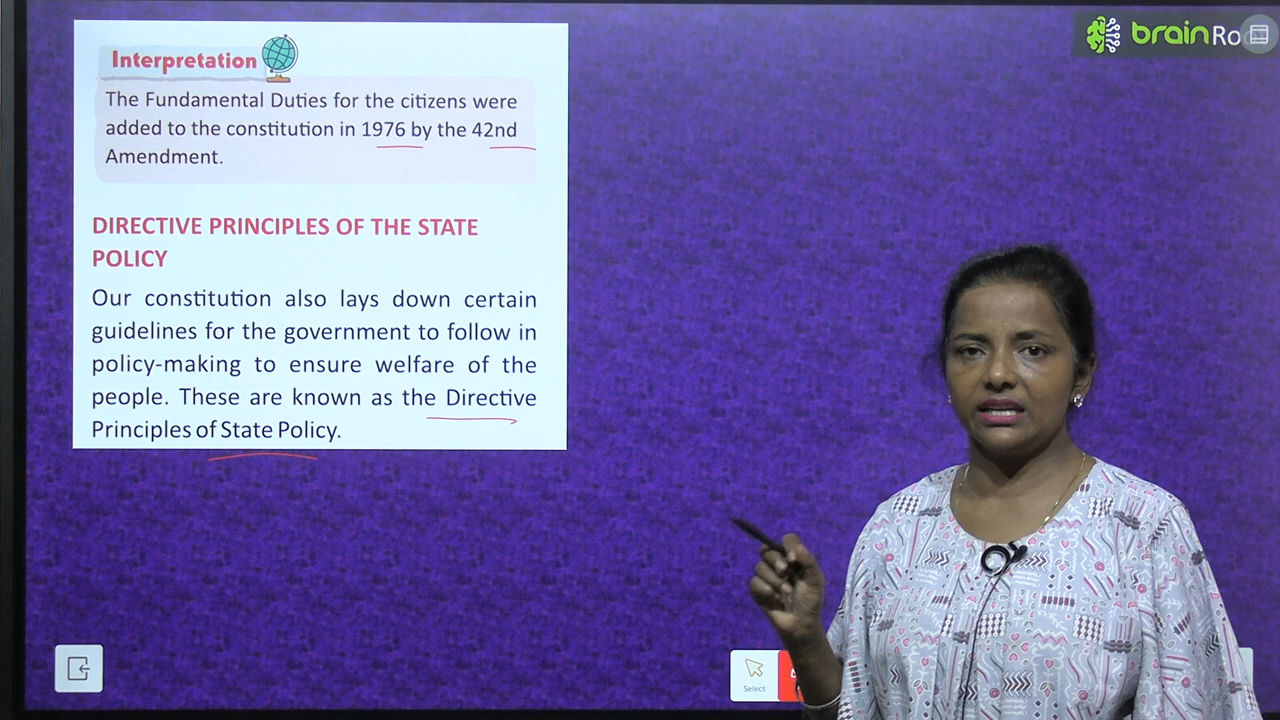 Interpretation
The Fundamental Duties for the citizens were
added to the constitution in 1976 by the 42nd
Amendment.
DIRECTIVE PRINCIPLES OF THE STATE
POLICY
Our constitution also lays down certain
guidelines for the government to follow in
policy-making to ensure welfare of the
people. These are known as the Directive
Principles of State Policy.
brain
Select